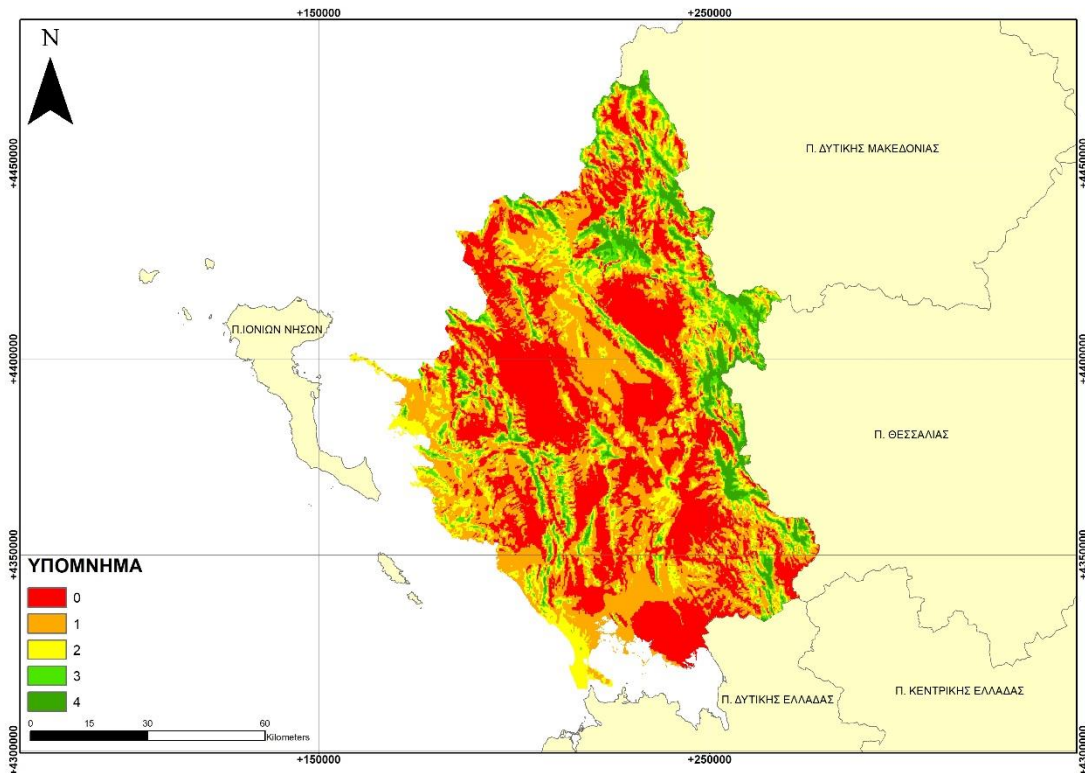 +150000
+250000
N
+4450000
+4450000
Π. ΔΥΤΙΚΗΣ ΜΑΚΕΔΟΝΙΑΣ
Π.ΙΟΝΙΩΝ ΝΗΣΩΝ
+4400000
+4400000
Π. ΘΕΣΣΑΛΙΑΣ
+4350000
+4350000
ΥΠΟΜΝΗΜΑ
0
1
2
3
4
0 15 30 60
Kilometers
Π. ΔΥΤΙΚΗΣ ΕΛΛΑΔΑΣ
Π. ΚΕΝΤΡΙΚΗΣ ΕΛΛΑΔΑΣ
+4300000
+4300000
+150000
+250000